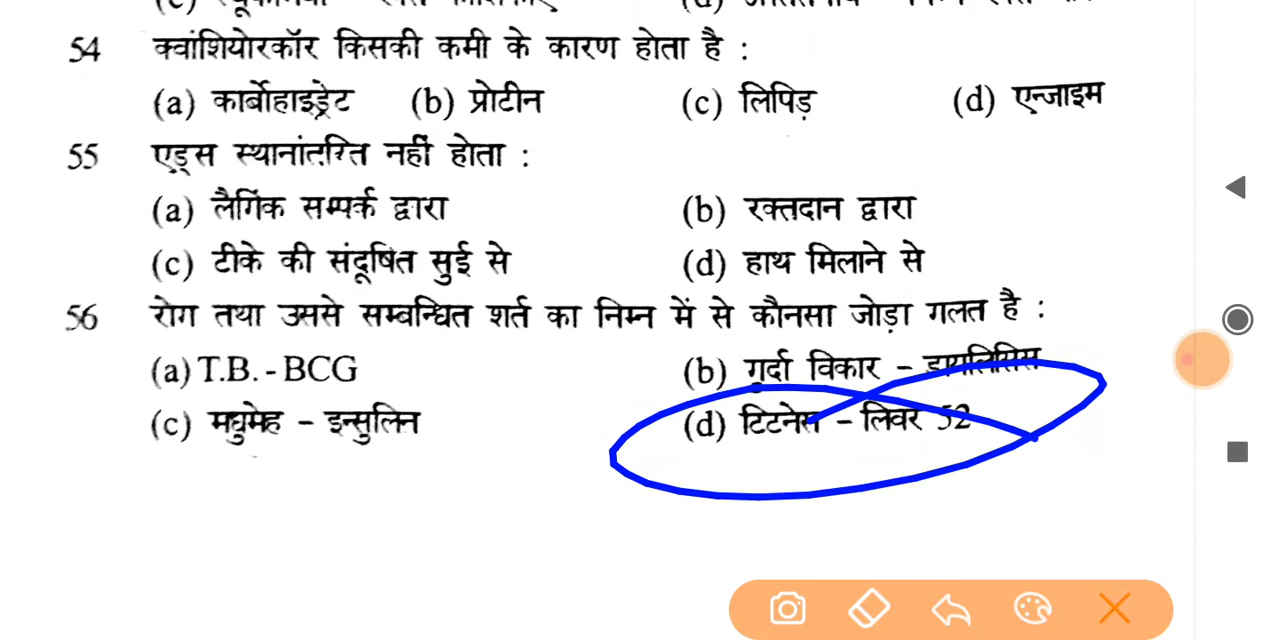 54 क्वांशियोरकॉर किसकी कमी के कारण होता है :
(a) कार्बोहाइड्रेट (b) प्रोटीन (c) लिपिड़ (d) एन्जाइम
55 एड्स स्थानांतरित नहीं होता :
(a) लैगिंक सम्पर्क द्वारा (b) रक्तदान द्वारा
(c) टीके की संदूषित सुई से (d) हाथ मिलाने से
56 रोग तथा उससे सम्बन्धित शर्त का निम्न में से कौनसा जोड़ा गलत है :
(a) T.B. - BCG (b) गुर्दा विकार – डायलिसिस
(c) मधुमेह – इन्सुलिन (d) टिटनेस – लिवर 52